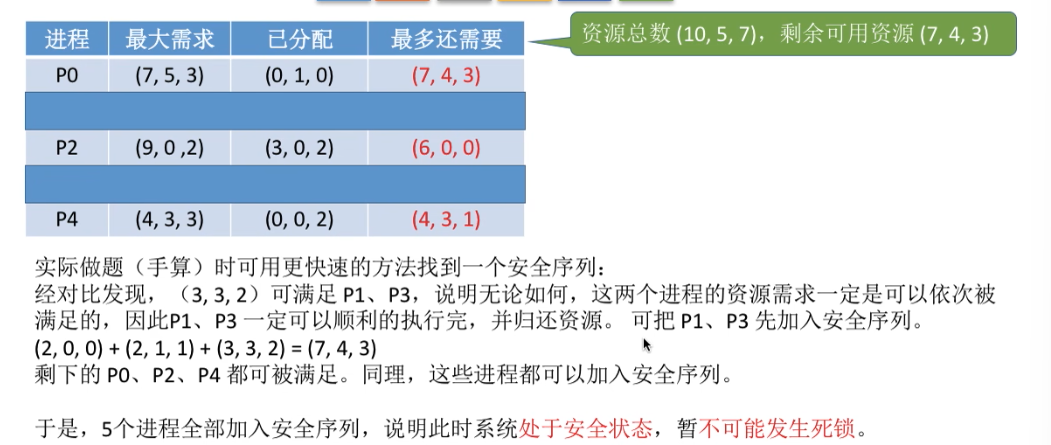 进程 最大需求 已分配 最多还需要
资源总数 (10, 5, 7)，剩余可用资源 (7, 4, 3)
P0 (7, 5, 3) (0, 1, 0) (7, 4, 3)
P2 (9, 0 ,2) (3, 0, 2) (6, 0, 0)
P4 (4, 3, 3) (0, 0, 2) (4, 3, 1)
实际做题（手算）时可用更快速的方法找到一个安全序列：
经对比发现，（3, 3, 2）可满足 P1、P3，说明无论如何，这两个进程的资源需求一定是可以依次被
满足的，因此P1、P3 一定可以顺利的执行完，并归还资源。 可把 P1、P3 先加入安全序列。
(2, 0, 0) + (2, 1, 1) + (3, 3, 2) = (7, 4, 3)
剩下的 P0、P2、P4 都可被满足。同理，这些进程都可以加入安全序列。
于是，5个进程全部加入安全序列，说明此时系统处于安全状态，暂不可能发生死锁。